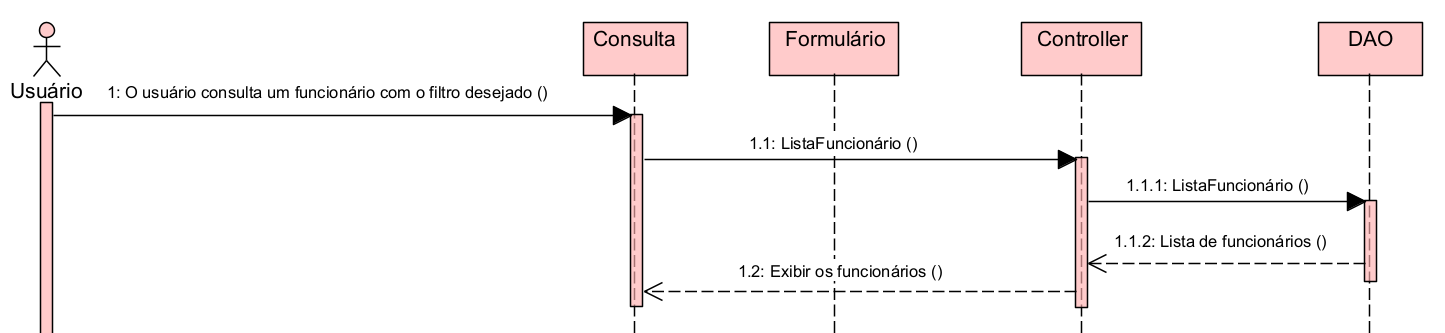 Usuário
Consulta
Formulário
Controller
DAO
1: O usuário consulta um funcionário com o filtro desejado ()
1.1: ListaFuncionário ()
1.1.1: ListaFuncionário ()
1.1.2: Lista de funcionários ()
1.2: Exibir os funcionários ()